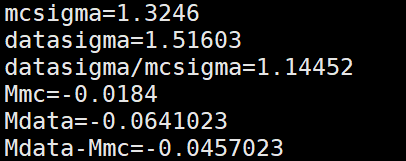 mcsigma=1.3246
datasigma=1.51603
datasigma/mcsigma=1.14452
Mmc=-0.0184
Mdata=-0.0641023
Mdata-Mmc=-0.0457023